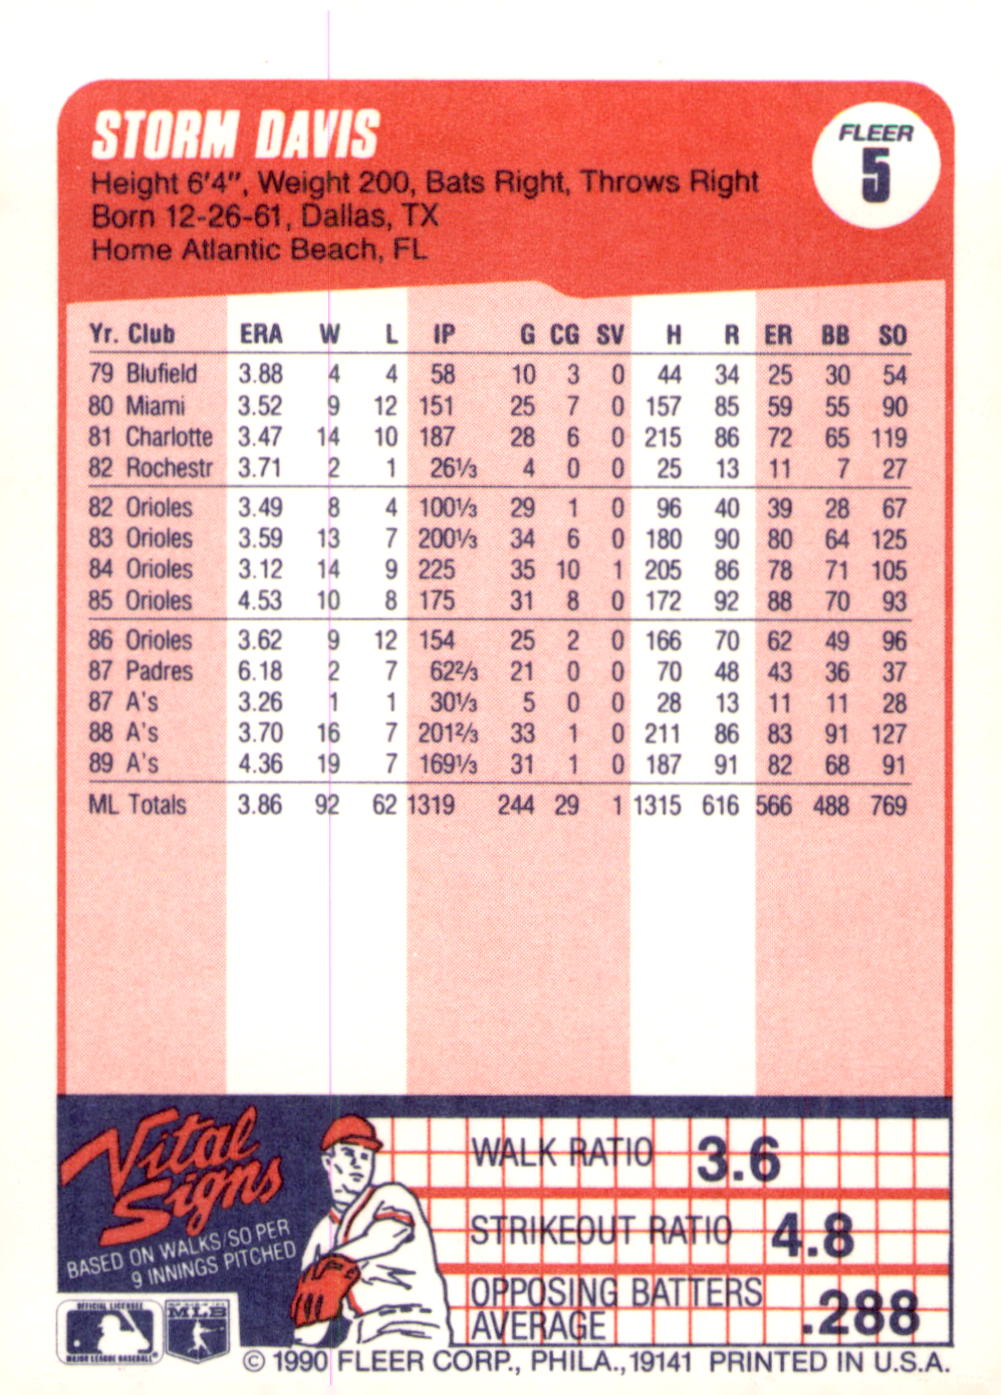 STORM DAVIS
Height 6'4", Weight 200, Bats Right, Throws Right
Born 12-26-61, Dallas, TX
Home Atlantic Beach, FL
FLEER
5
Yr. Club ERA W L IP G CG SV H R ER BB SO
79 Blufield 3.88 4 4 58 10 3 0 44 34 25 30 54
80 Miami 3.52 9 12 151 25 7 0 157 85 59 55 90
81 Charlotte 3.47 14 10 187 28 6 0 215 86 72 65 119
82 Rochestr 3.71 2 1 26⅓ 4 0 0 25 13 11 7 27
82 Orioles 3.49 8 4 100⅓ 29 1 0 96 40 39 28 67
83 Orioles 3.59 13 7 200⅓ 34 6 0 180 90 80 64 125
84 Orioles 3.12 14 9 225 35 10 1 205 86 78 71 105
85 Orioles 4.53 10 8 175 31 8 0 172 92 88 70 93
86 Orioles 3.62 9 12 154 25 2 0 166 70 62 49 96
87 Padres 6.18 2 7 62⅔ 21 0 0 70 48 43 36 37
87 A's 3.26 1 1 30⅓ 5 0 0 28 13 11 11 28
88 A's 3.70 16 7 201⅔ 33 1 0 211 86 83 91 127
89 A's 4.36 19 7 169⅓ 31 1 0 187 91 82 68 91
ML Totals 3.86 92 62 1319 244 29 1 1315 616 566 488 769
Vital
Signs
BASED ON WALKS/SO PER
9 INNINGS PITCHED
WALK RATIO 3.6
STRIKEOUT RATIO 4.8
OPPOSING BATTERS
AVERAGE .288
OFFICIAL LICENSEE
MAJOR LEAGUE BASEBALL
MLB
© 1990 FLEER CORP., PHILA., 19141 PRINTED IN U.S.A.